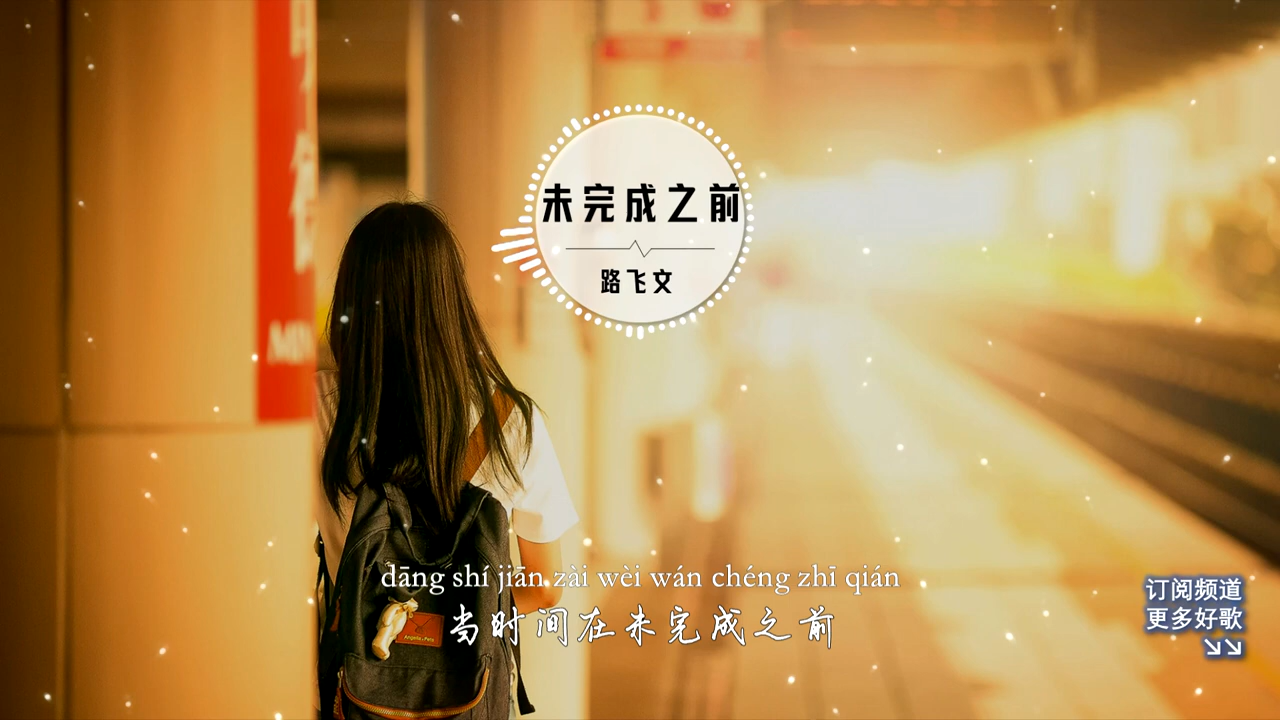 未完成之前
路飞文
dāng shí jiān zài wèi wán chéng zhī qián
当时间在未完成之前
订阅频道
更多好歌